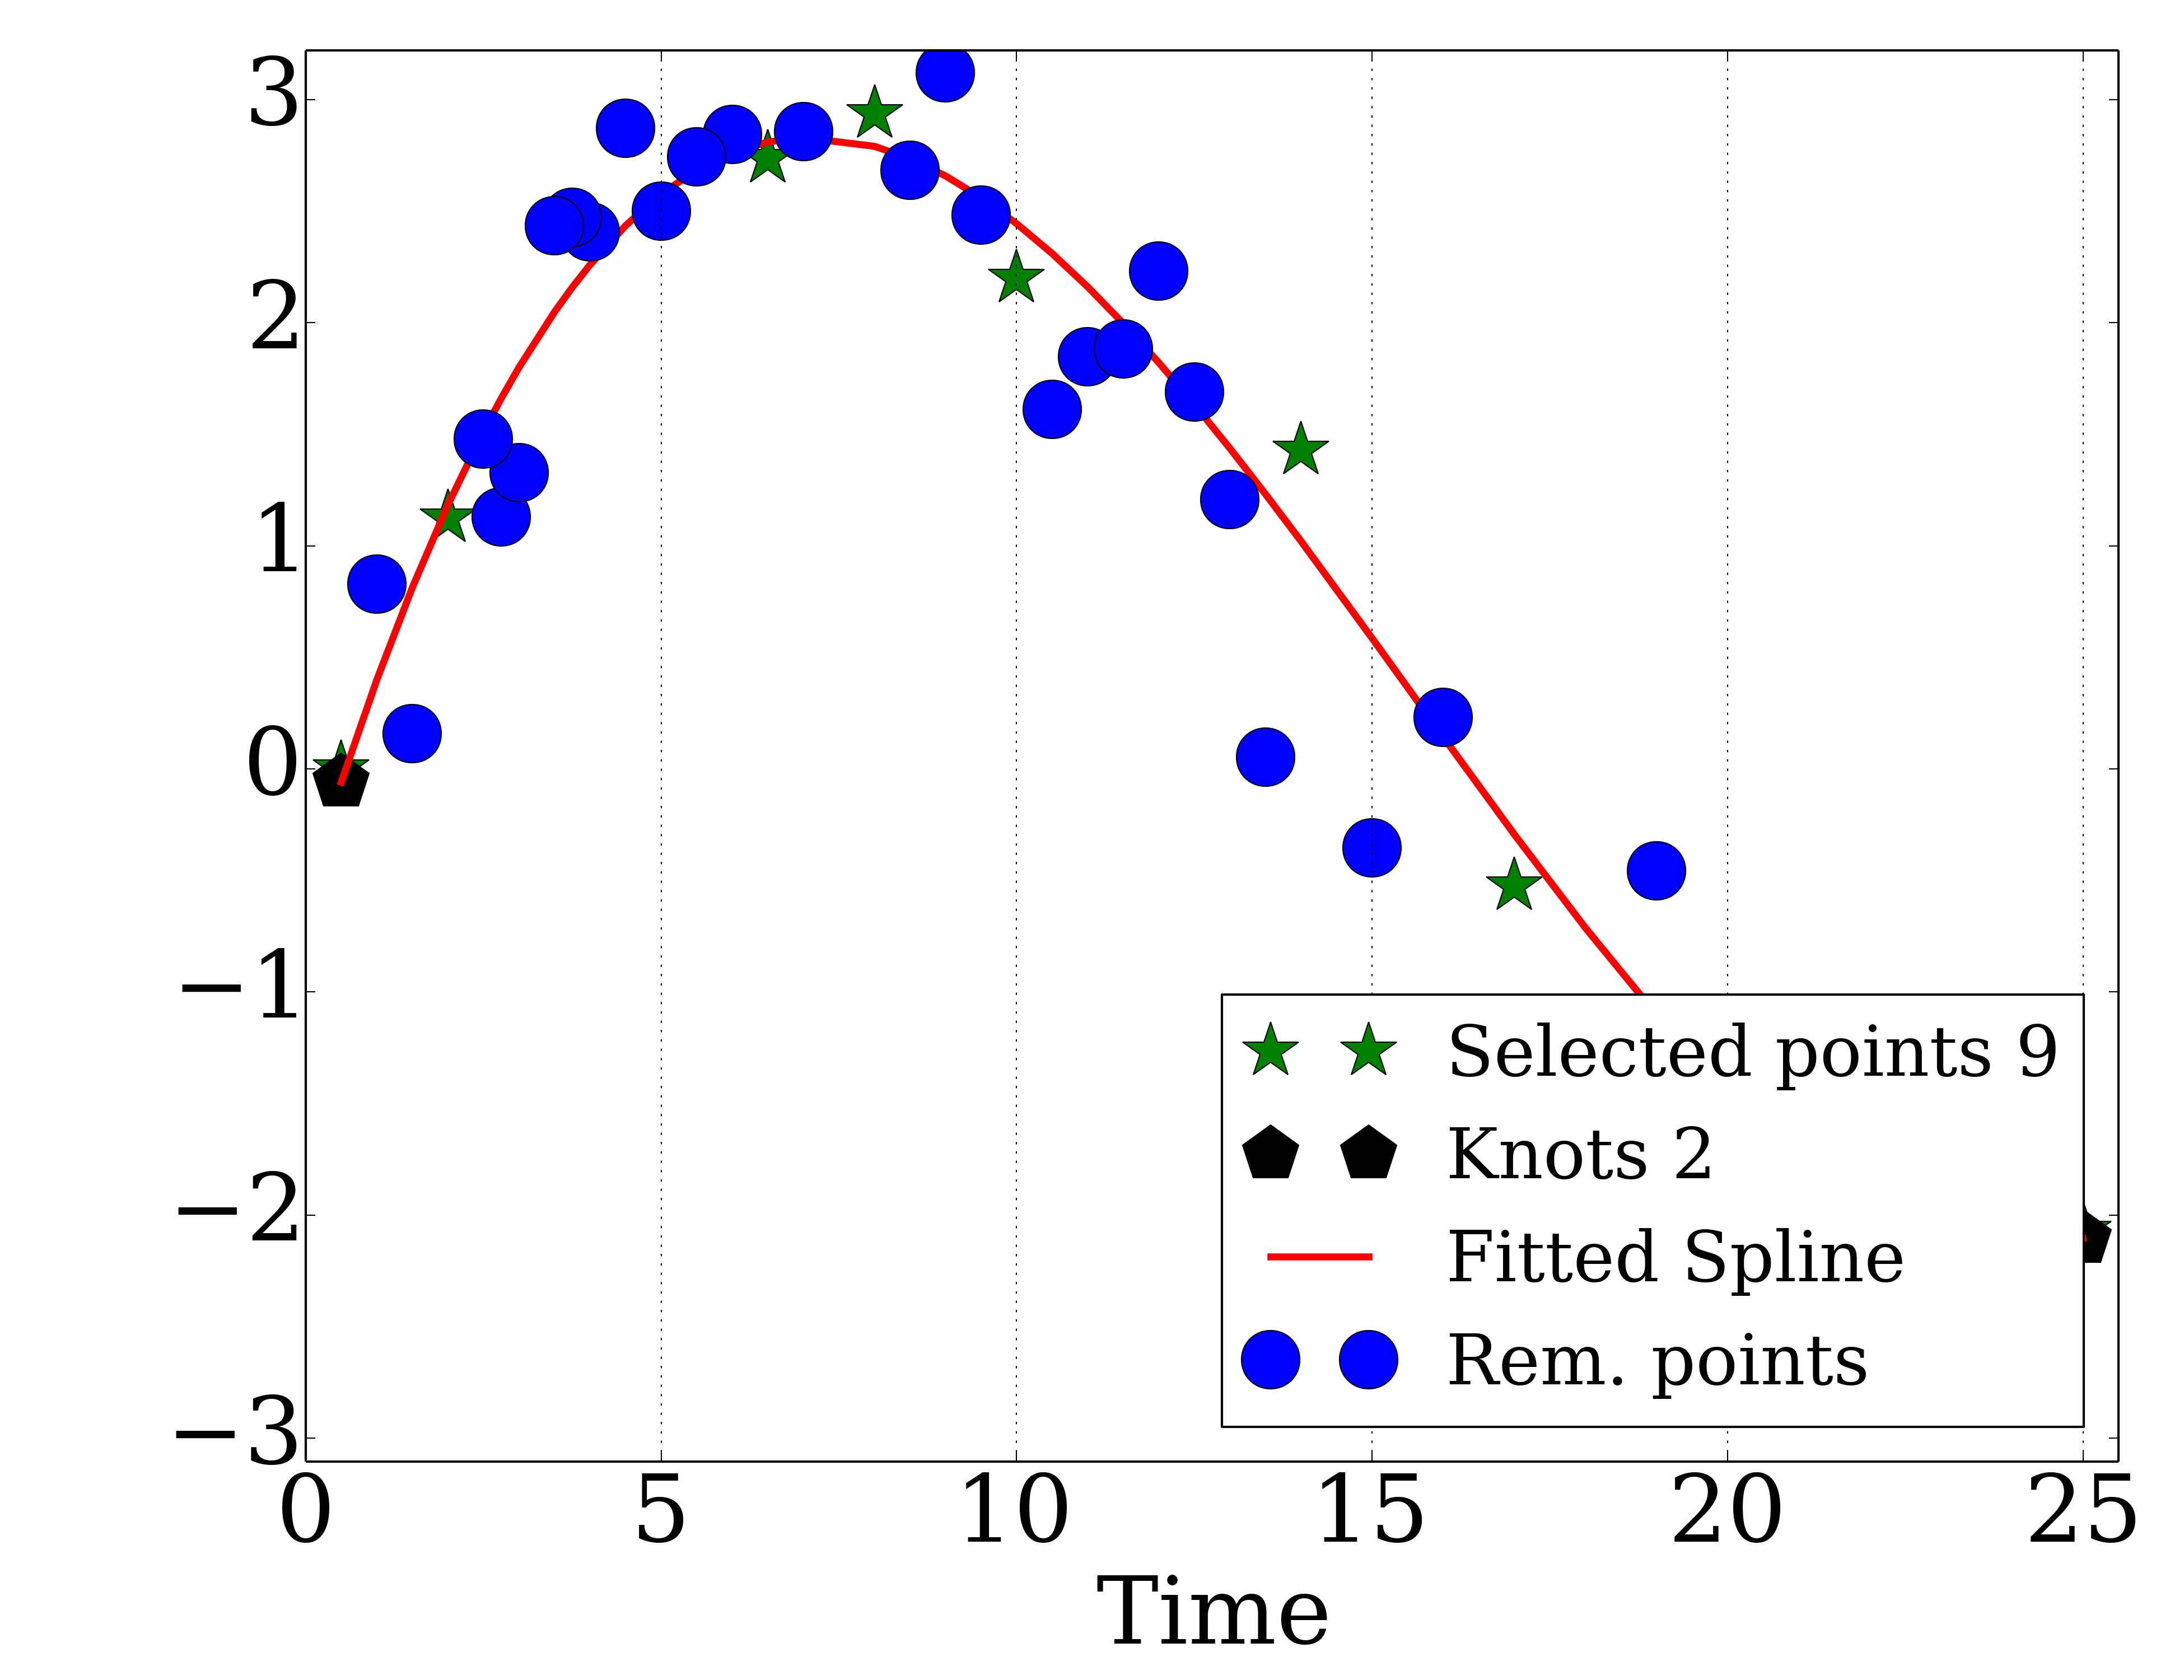 3
2
1
0
−1
−2
−3
Selected points 9
Knots 2
Fitted Spline
Rem. points
0 5 10 15 20 25
Time